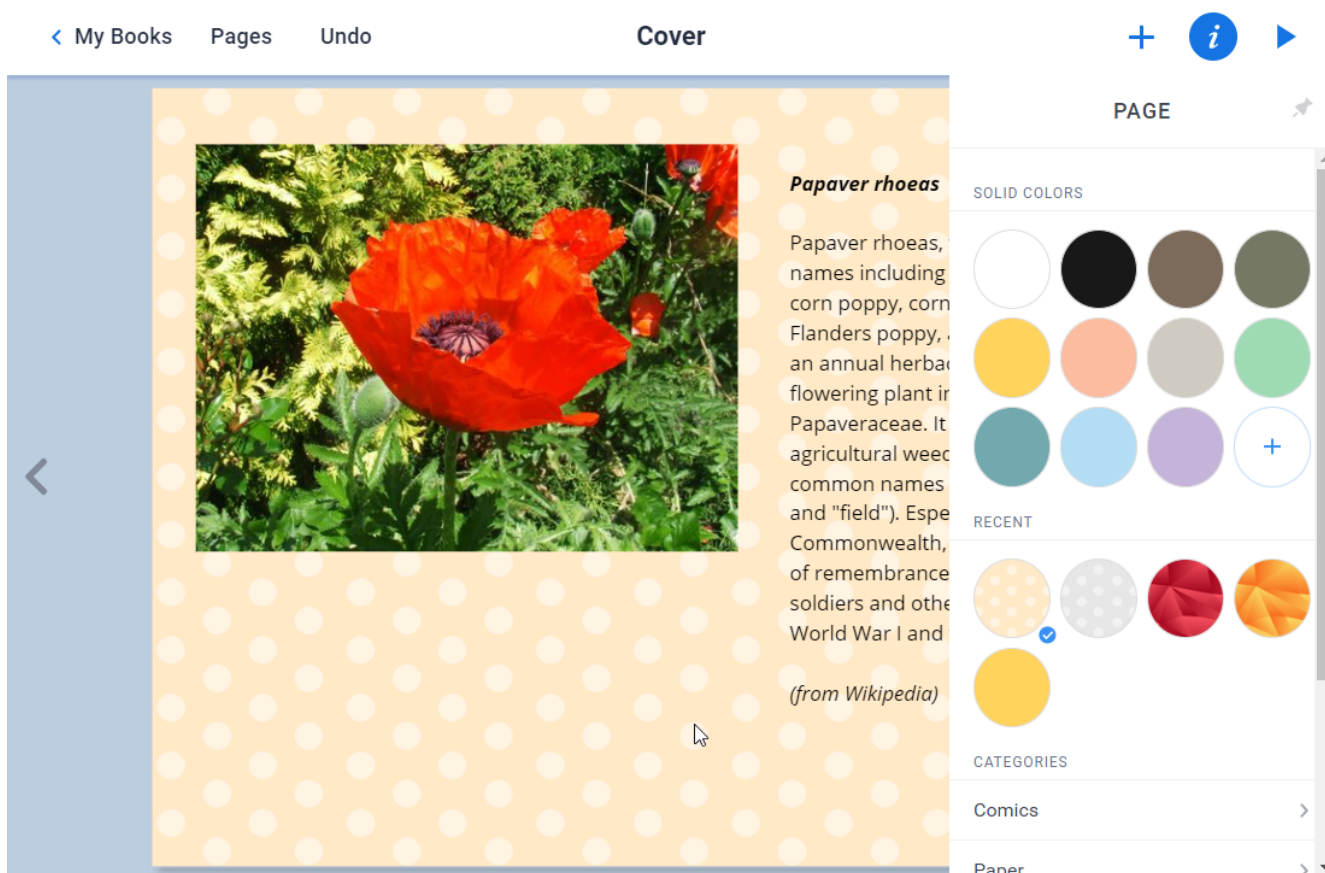 My Books Pages Undo Cover
PAGE
SOLID COLORS
Papaver rhoeas
Papaver rhoeas,
names including
corn poppy, corn
Flanders poppy,
an annual herbac
flowering plant in
Papaveraceae. It
agricultural weed
common names
and "field"). Espe
Commonwealth,
of remembrance
soldiers and othe
World War I and
(from Wikipedia)
RECENT
CATEGORIES
Comics
Paper